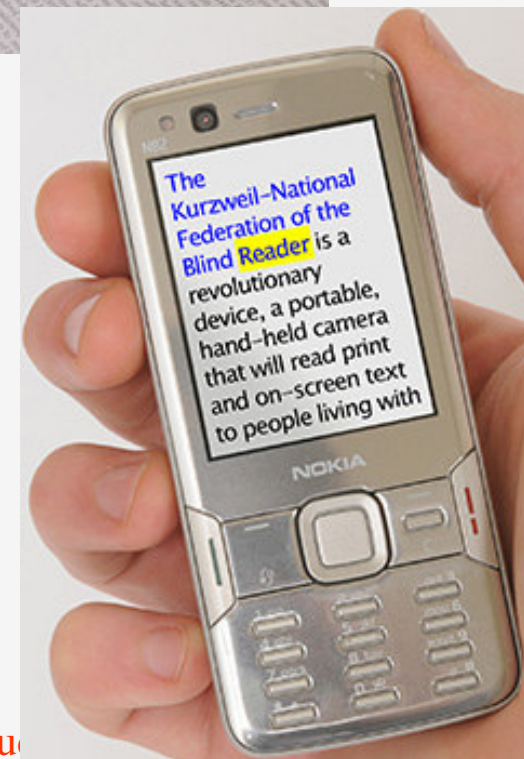 N82
The
Kurzweil-National
Federation of the
Blind Reader is a
revolutionary
device, a portable,
hand-held camera
that will read print
and on-screen text
to people living with
NOKIA